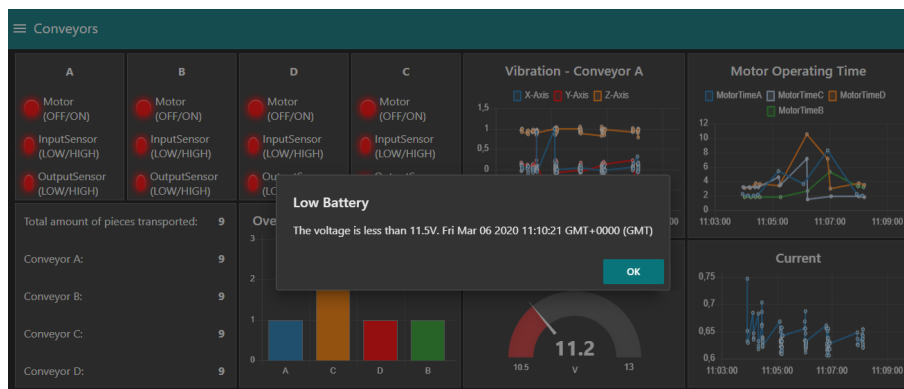 Conveyors
A
Motor
(OFF/ON)
InputSensor
(LOW/HIGH)
OutputSensor
(LOW/HIGH)
B
Motor
(OFF/ON)
InputSensor
(LOW/HIGH)
OutputSensor
(LOW/HIGH)
D
Motor
(OFF/ON)
InputSensor
(LOW/HIGH)
C
Motor
(OFF/ON)
InputSensor
(LOW/HIGH)
Vibration - Conveyor A
X-Axis Y-Axis Z-Axis
1,5
1
0,5
0
Motor Operating Time
MotorTimeA MotorTimeC MotorTimeD
MotorTimeB
12
10
8
6
4
2
0
11:03:00 11:05:00 11:07:00 11:09:00
Low Battery
The voltage is less than 11.5V. Fri Mar 06 2020 11:10:21 GMT+0000 (GMT)
OK
Total amount of pieces transported: 9
Conveyor A: 9
Conveyor B: 9
Conveyor C: 9
Conveyor D: 9
3
2
1
0
A C D B
11.2
10.5 V 13
Current
0,75
0,7
0,65
0,6
11:03:00 11:05:00 11:07:00 11:09:00